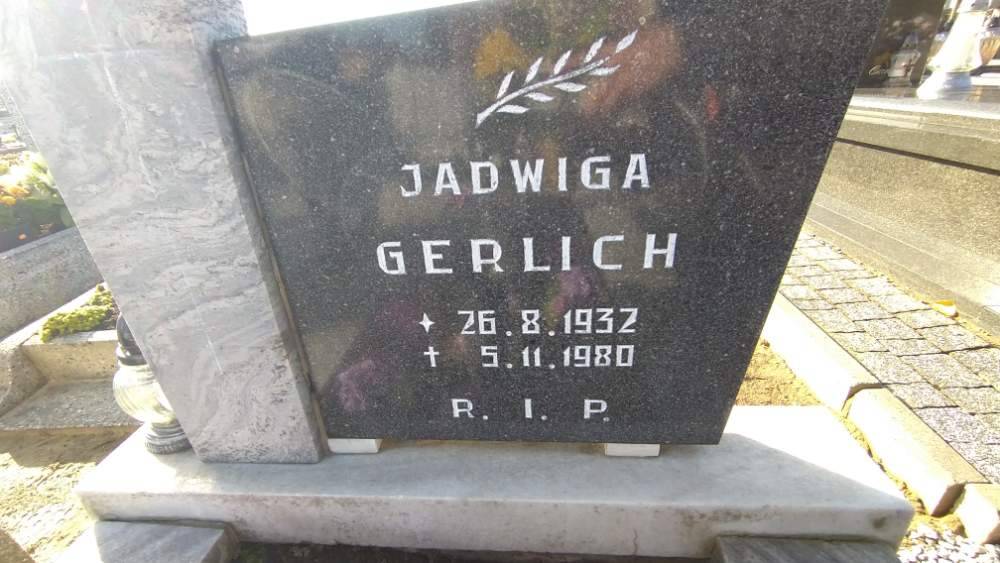 JADWIGA
GERLICH
✦ 26.8.1932
† 5.11.1980
R. I. P.